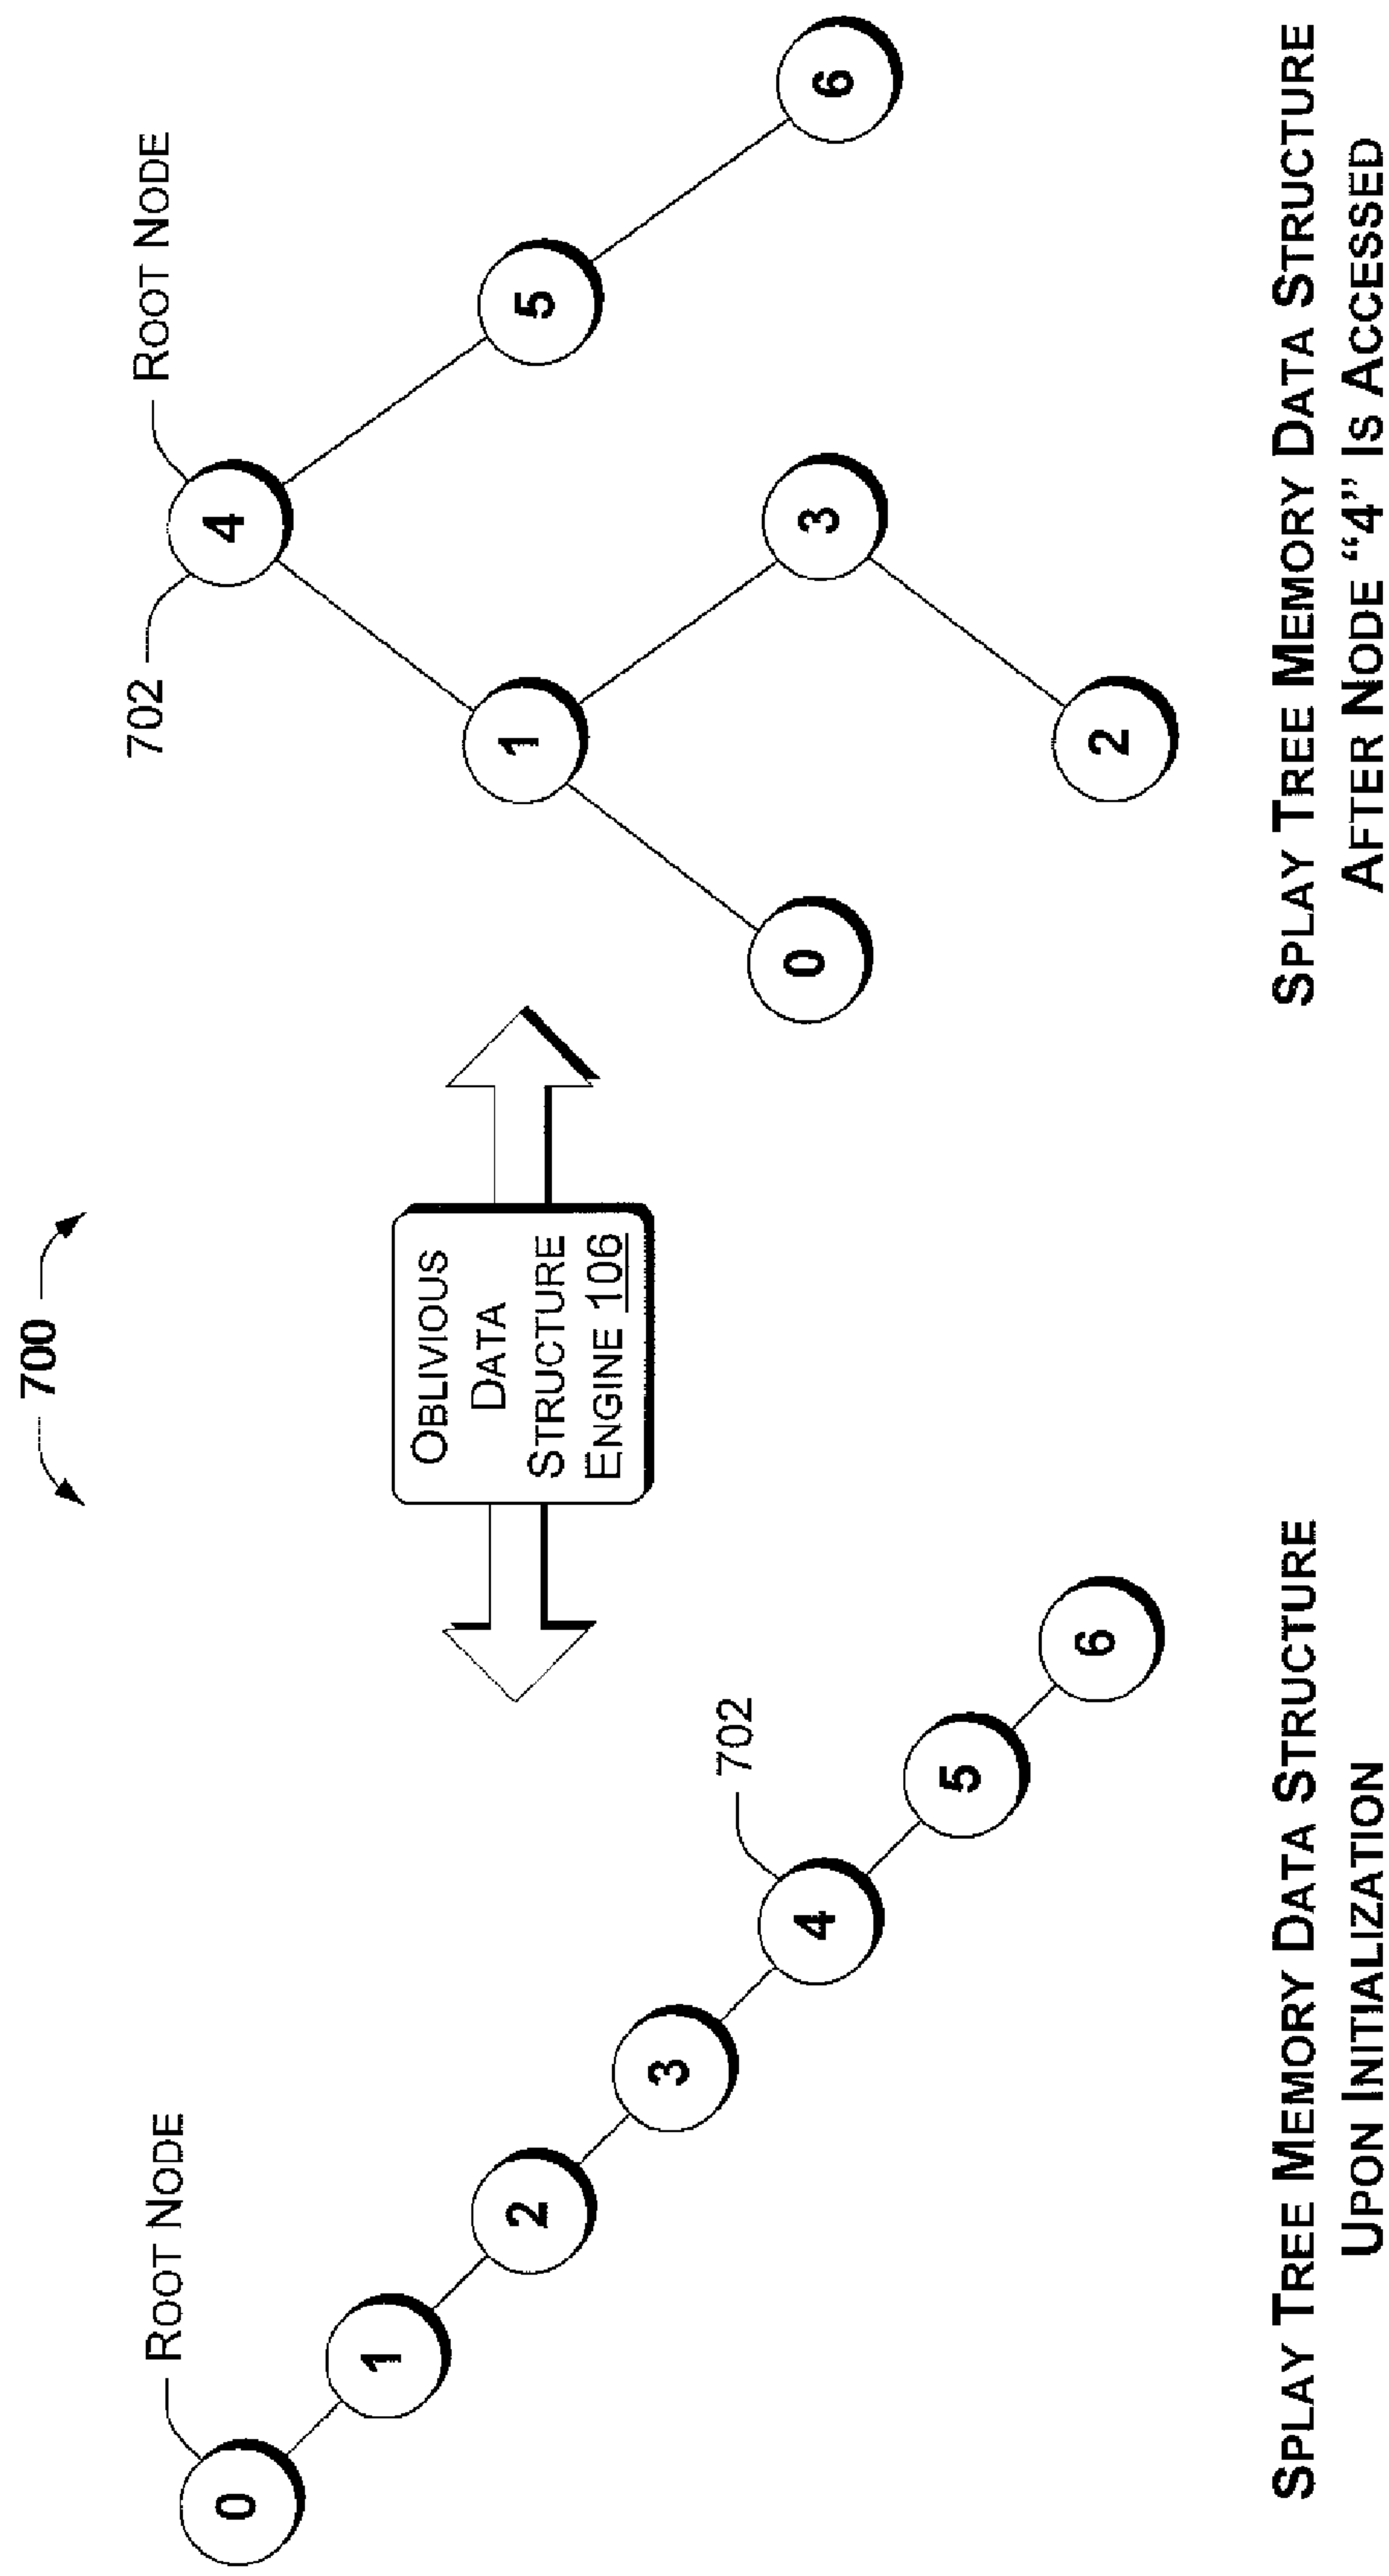 700
ROOT NODE
0
1
2
3
4
5
6
702
SPLAY TREE MEMORY DATA STRUCTURE
UPON INITIALIZATION
OBLIVIOUS
DATA
STRUCTURE
ENGINE 106
702
ROOT NODE
4
1
5
0
3
6
2
SPLAY TREE MEMORY DATA STRUCTURE
AFTER NODE “4” IS ACCESSED